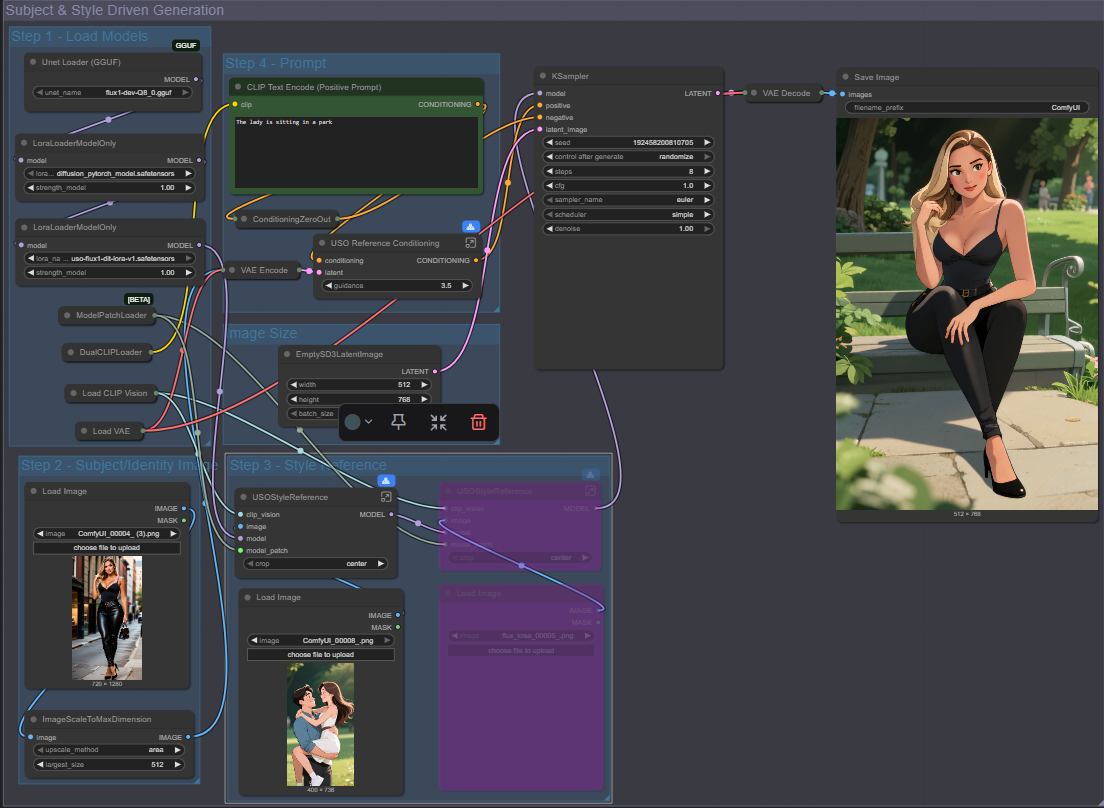 Subject & Style Driven Generation
Step 1 - Load Models
GGUF
Unet Loader (GGUF)
MODEL
unet_name flux1-dev-Q8_0.gguf
LoraLoaderModelOnly
model MODEL
lora... diffusion_pytorch_model.safetensors
strength_model 1.00
LoraLoaderModelOnly
model MODEL
lora_na... uso-flux1-dit-lora-v1.safetensors
strength_model 1.00
[BETA]
ModelPatchLoader
DualCLIPLoader
Load CLIP Vision
Load VAE
Step 4 - Prompt
CLIP Text Encode (Positive Prompt)
clip CONDITIONING
The lady is sitting in a park
ConditioningZeroOut
USO Reference Conditioning
conditioning CONDITIONING
latent
guidance 3.5
VAE Encode
Image Size
EmptySD3LatentImage
LATENT
width 512
height 768
batch_size
KSampler
model LATENT
positive
negative
latent_image
seed 192458200810705
control after generate randomize
steps 8
cfg 1.0
sampler_name euler
scheduler simple
denoise 1.00
VAE Decode
Save Image
images
filename_prefix ComfyUI
512 × 768
Step 2 - Subject/Identity Image
Load Image
IMAGE
MASK
image ComfyUI_00004_ (3).png
choose file to upload
720 × 1280
ImageScaleToMaxDimension
image IMAGE
upscale_method area
largest_size 512
Step 3 - Style Reference
USOStyleReference
clip_vision MODEL
image
model
model_patch
crop center
Load Image
IMAGE
MASK
image ComfyUI_00008_.png
choose file to upload
400 × 736
USOStyleReference
clip_vision MODEL
image
model
crop center
Load Image
IMAGE
MASK
image flux_krea_00005_.png
choose file to upload